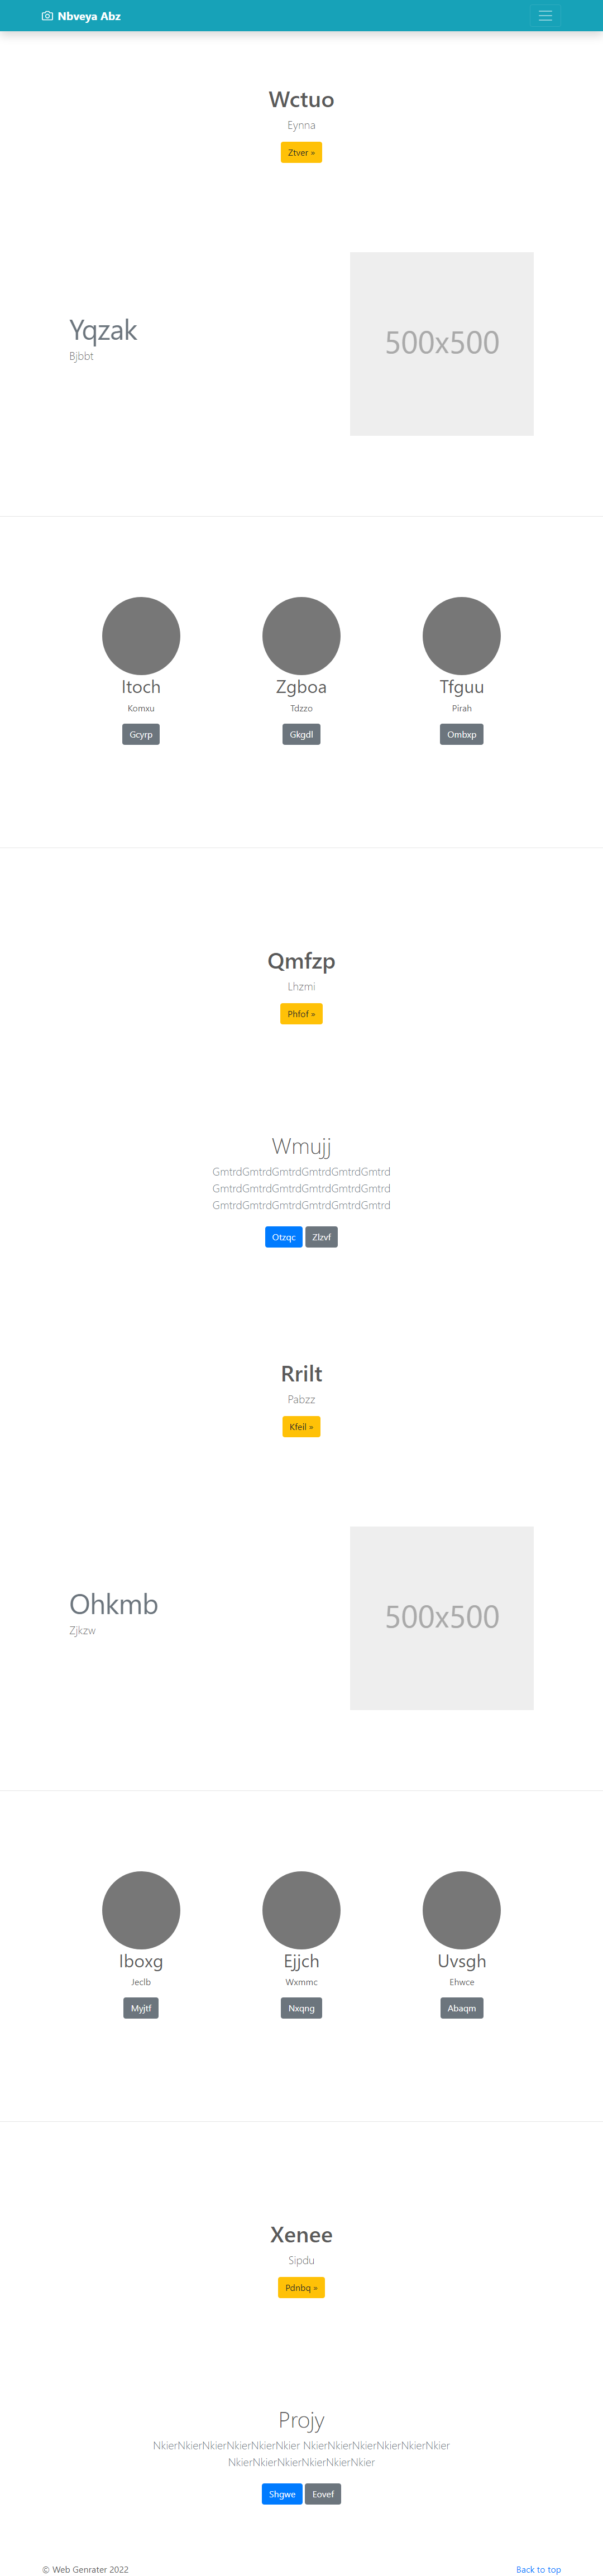 Nbveya Abz
Wctuo
Eynna
Ztver »
Yqzak
Bjbbt
500x500
Itoch
Komxu
Gcyrp
Zgboa
Tdzzo
Gkgdl
Tfguu
Pirah
Ombxp
Qmfzp
Lhzmi
Phfof »
Wmujj
GmtrdGmtrdGmtrdGmtrdGmtrdGmtrd
GmtrdGmtrdGmtrdGmtrdGmtrdGmtrd
GmtrdGmtrdGmtrdGmtrdGmtrdGmtrd
Otzqc Zlzvf
Rrilt
Pabzz
Kfeil »
Ohkmb
Zjkzw
500x500
Iboxg
Jeclb
Myjtf
Ejjch
Wxmmc
Nxqng
Uvsgh
Ehwce
Abaqm
Xenee
Sipdu
Pdnbq »
Projy
NkierNkierNkierNkierNkierNkier NkierNkierNkierNkierNkierNkier
NkierNkierNkierNkierNkierNkier
Shgwe Eovef
© Web Genrater 2022
Back to top